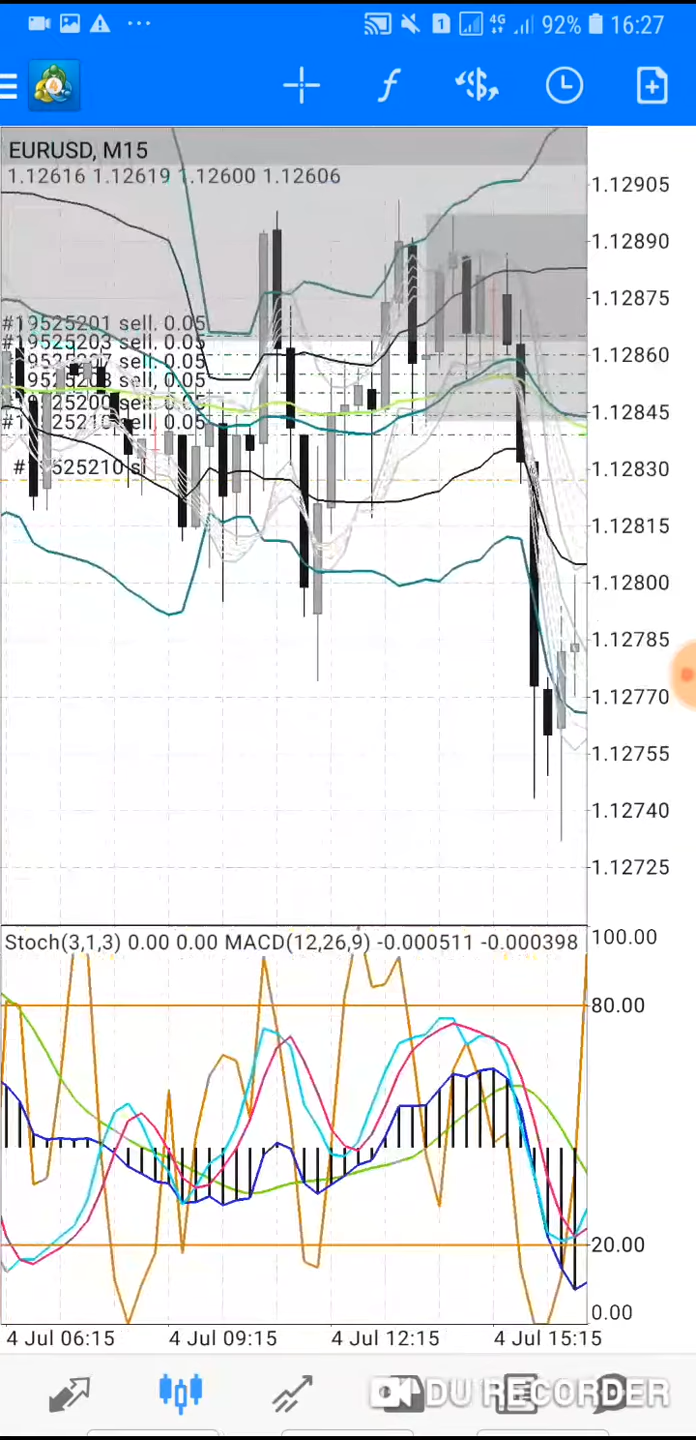 4G 92% 16:27
EURUSD, M15
1.12616 1.12619 1.12600 1.12606
1.12905
1.12890
1.12875
#19525201 sell, 0.05
#19525203 sell, 0.05
1.12860
sell, 0.05
sell, 0.05
sell, 0.05
1.12845
sell, 0.05
1.12830
1.12815
1.12800
1.12785
1.12770
1.12755
1.12740
1.12725
Stoch(3,1,3) 0.00 0.00 MACD(12,26,9) -0.000511 -0.000398
100.00
80.00
20.00
0.00
4 Jul 06:15 4 Jul 09:15 4 Jul 12:15 4 Jul 15:15
DU RECORDER